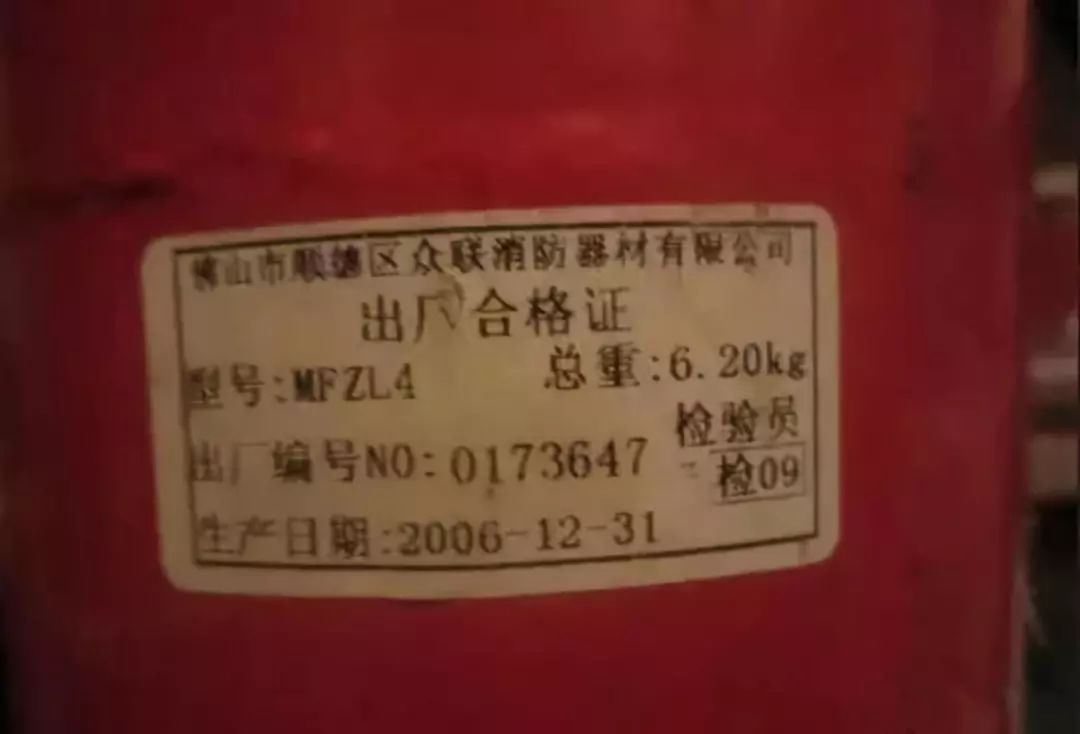 佛山市顺德区众联消防器材有限公司
出厂合格证
型号:MFZL4 总重:6.20kg
检验员
出厂编号NO:0173647 检09
生产日期:2006-12-31